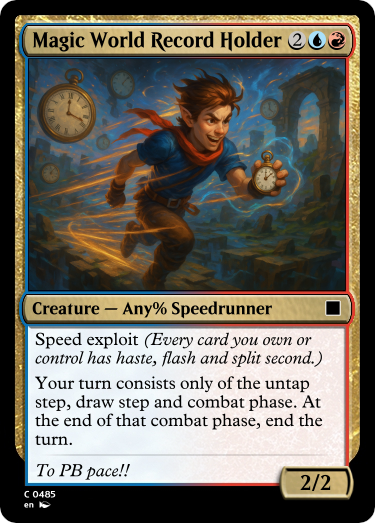 Magic World Record Holder 2
Creature — Any% Speedrunner
Speed exploit (Every card you own or
control has haste, flash and split second.)
Your turn consists only of the untap
step, draw step and combat phase. At
the end of that combat phase, end the
turn.
To PB pace!!
2/2
C 0485
en